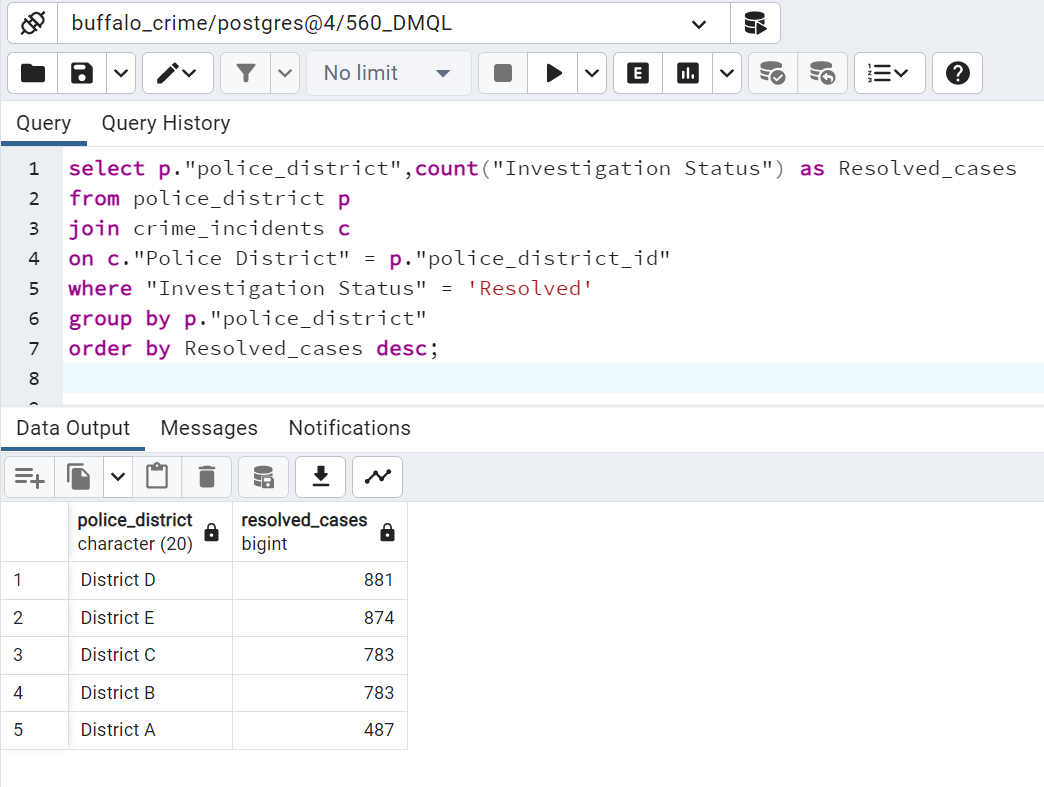 buffalo_crime/postgres@4/560_DMQL
No limit
E
Query Query History
1 select p."police_district",count("Investigation Status") as Resolved_cases
2 from police_district p
3 join crime_incidents c
4 on c."Police District" = p."police_district_id"
5 where "Investigation Status" = 'Resolved'
6 group by p."police_district"
7 order by Resolved_cases desc;
8
Data Output Messages Notifications
police_district resolved_cases
character (20) bigint
1 District D 881
2 District E 874
3 District C 783
4 District B 783
5 District A 487